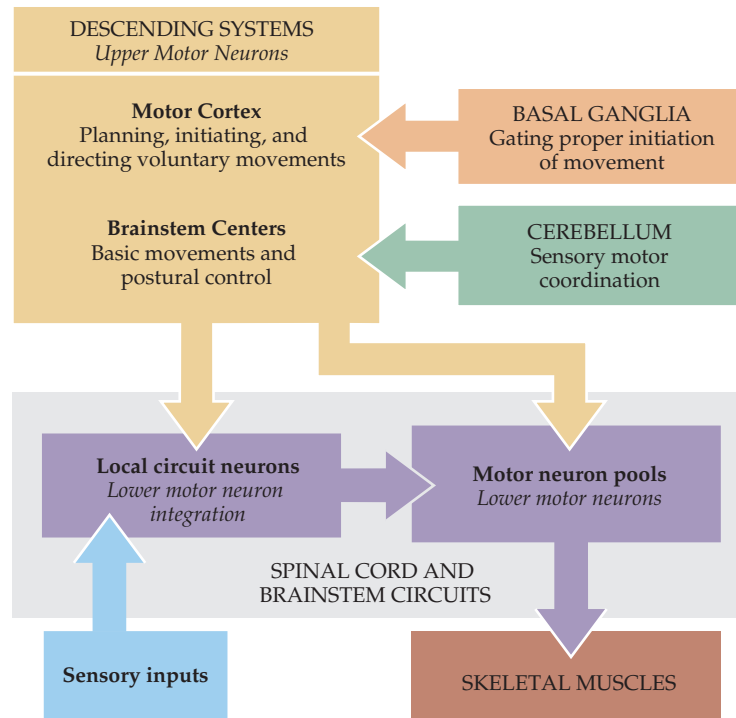 DESCENDING SYSTEMS
Upper Motor Neurons
Motor Cortex
Planning, initiating, and
directing voluntary movements
BASAL GANGLIA
Gating proper initiation
of movement
Brainstem Centers
Basic movements and
postural control
CEREBELLUM
Sensory motor
coordination
Local circuit neurons
Lower motor neuron
integration
Motor neuron pools
Lower motor neurons
SPINAL CORD AND
BRAINSTEM CIRCUITS
Sensory inputs
SKELETAL MUSCLES